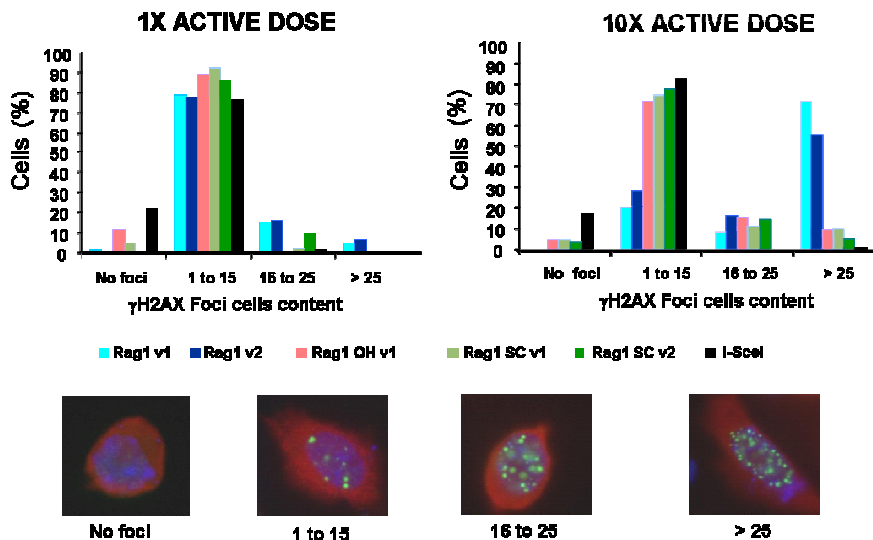 1X ACTIVE DOSE
10X ACTIVE DOSE
Cells (%)
100
90
80
70
60
50
40
30
20
10
0
No foci
1 to 15
16 to 25
> 25
γH2AX Foci cells content
Cells (%)
100
90
80
70
60
50
40
30
20
10
0
No foci
1 to 15
16 to 25
> 25
γH2AX Foci cells content
Rag1 v1 Rag1 v2 Rag1 OH v1 Rag1 SC v1 Rag1 SC v2 I-SceI
No foci
1 to 15
16 to 25
> 25